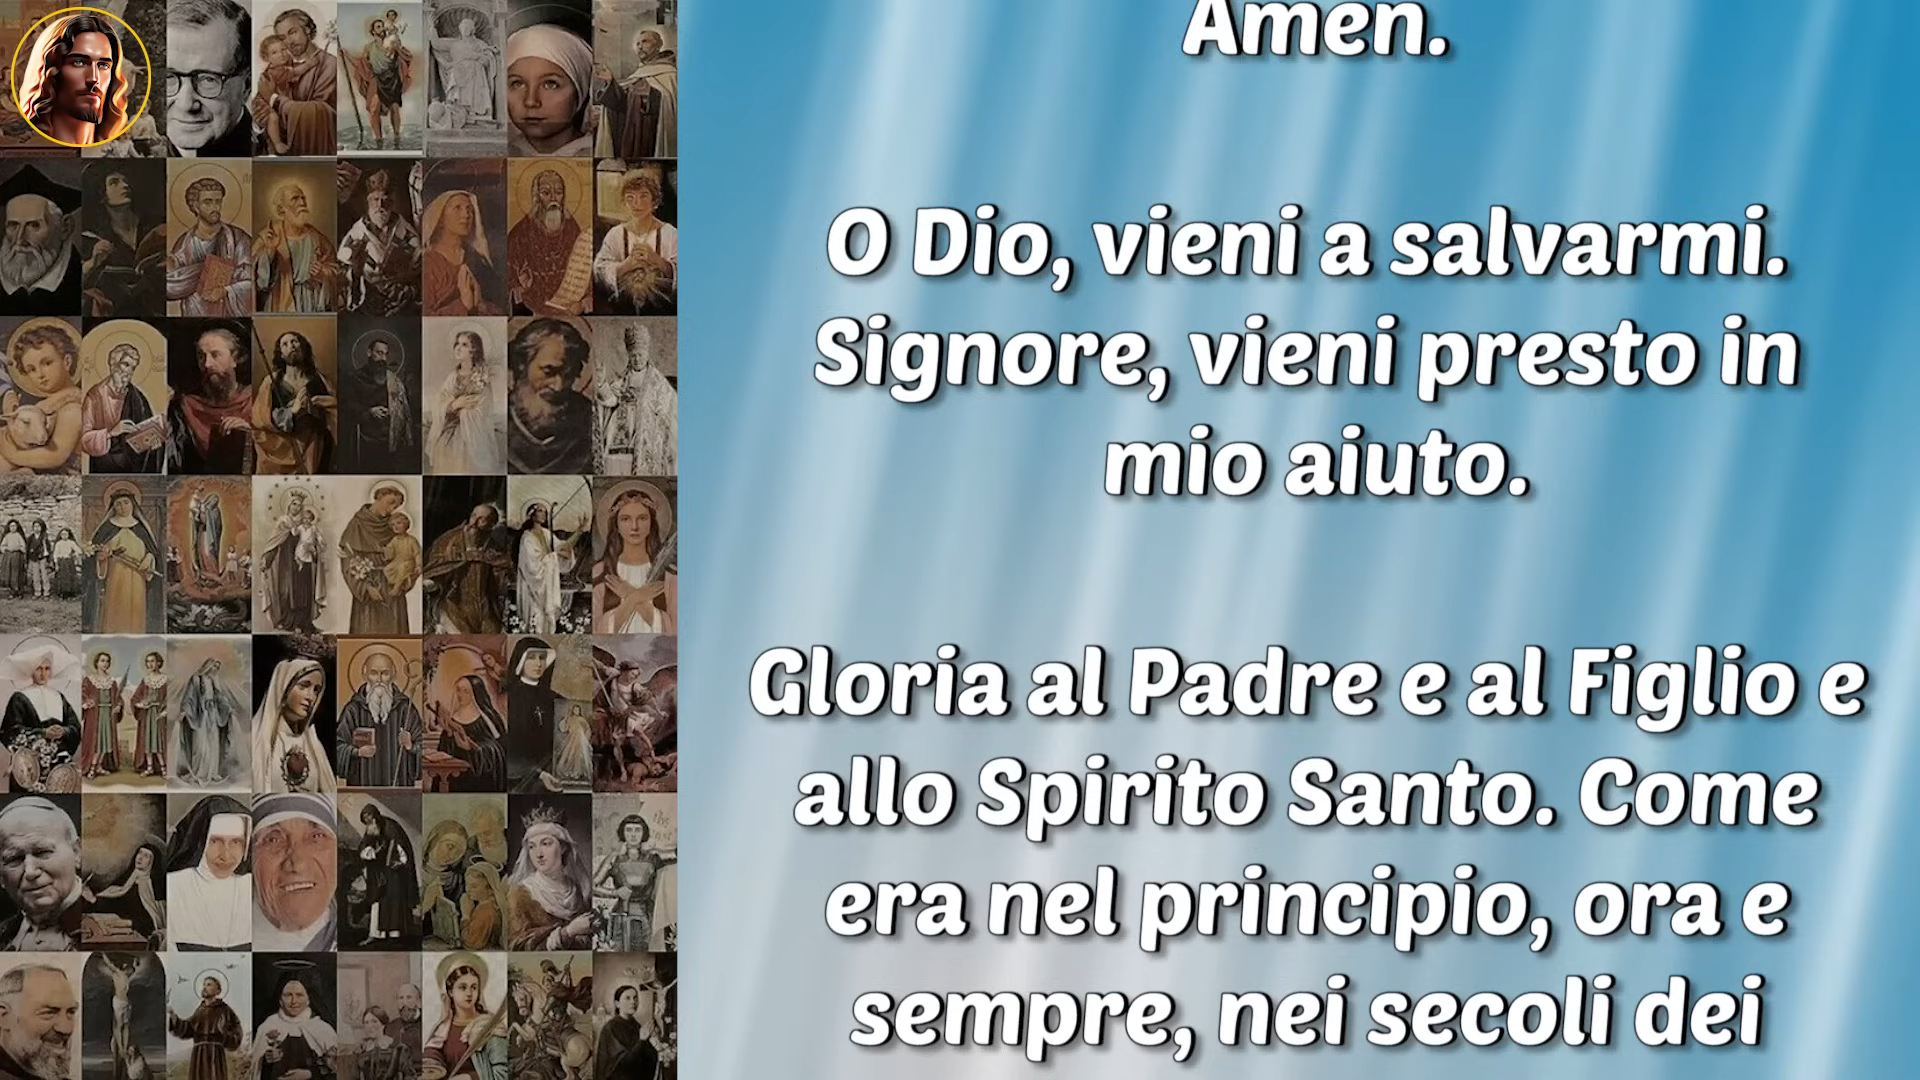 Amen.
O Dio, vieni a salvarmi.
Signore, vieni presto in
mio aiuto.
Gloria al Padre e al Figlio e
allo Spirito Santo. Come
era nel principio, ora e
sempre, nei secoli dei